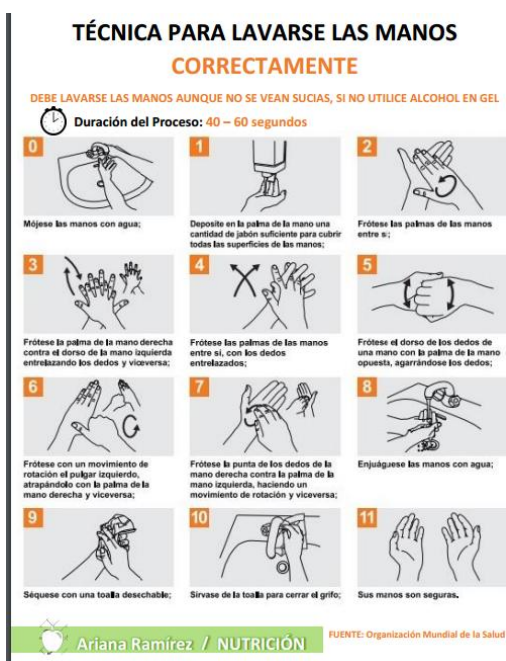 TÉCNICA PARA LAVARSE LAS MANOS
CORRECTAMENTE
DEBE LAVARSE LAS MANOS AUNQUE NO SE VEAN SUCIAS, SI NO UTILICE ALCOHOL EN GEL
Duración del Proceso: 40 – 60 segundos
0
Mójese las manos con agua;
1
Deposite en la palma de la mano una
cantidad de jabón suficiente para cubrir
todas las superficies de las manos;
2
Frótese las palmas de las manos
entre sí;
3
Frótese la palma de la mano derecha
contra el dorso de la mano izquierda
entrelazando los dedos y viceversa;
4
Frótese las palmas de las manos
entre sí, con los dedos
entrelazados;
5
Frótese el dorso de los dedos de
una mano con la palma de la mano
opuesta, agarrándose los dedos;
6
Frótese con un movimiento de
rotación el pulgar izquierdo,
atrapándolo con la palma de la
mano derecha y viceversa;
7
Frótese la punta de los dedos de la
mano derecha contra la palma de la
mano izquierda, haciendo un
movimiento de rotación y viceversa;
8
Enjuáguese las manos con agua;
9
Séquese con una toalla desechable;
10
Sírvase de la toalla para cerrar el grifo;
11
Sus manos son seguras.
Ariana Ramírez / NUTRICIÓN
FUENTE: Organización Mundial de la Salud